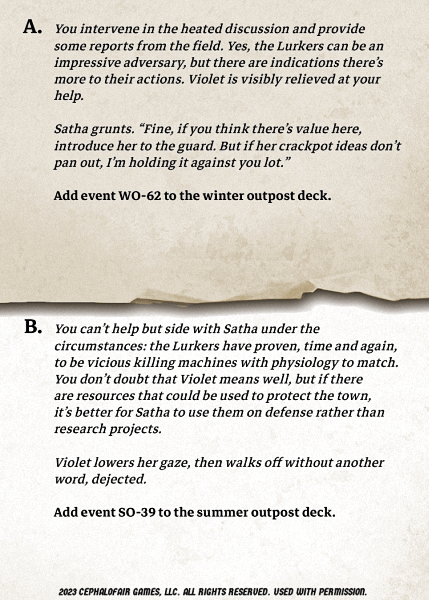 A. You intervene in the heated discussion and provide
some reports from the field. Yes, the Lurkers can be an
impressive adversary, but there are indications there’s
more to their actions. Violet is visibly relieved at your
help.
Satha grunts. “Fine, if you think there’s value here,
introduce her to the guard. But if her crackpot ideas don’t
pan out, I’m holding it against you lot.”
Add event WO-62 to the winter outpost deck.
B. You can’t help but side with Satha under the
circumstances: the Lurkers have proven, time and again,
to be vicious killing machines with physiology to match.
You don’t doubt that Violet means well, but if there
are resources that could be used to protect the town,
it’s better for Satha to use them on defense rather than
research projects.
Violet lowers her gaze, then walks off without another
word, dejected.
Add event SO-39 to the summer outpost deck.
2023 CEPHALOFAIR GAMES, LLC. ALL RIGHTS RESERVED. USED WITH PERMISSION.